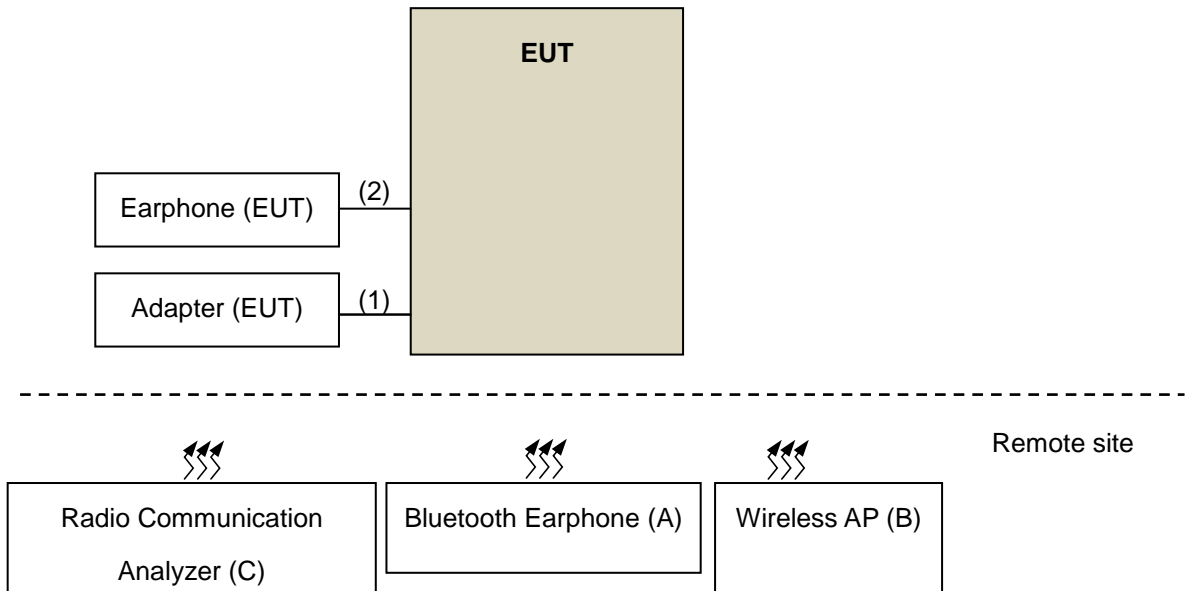 EUT
(2)
Earphone (EUT)
(1)
Adapter (EUT)
Remote site
Radio Communication
Analyzer (C)
Bluetooth Earphone (A)
Wireless AP (B)